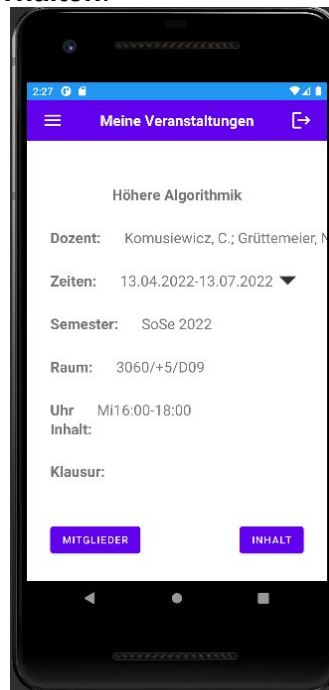 2:27
Meine Veranstaltungen
Höhere Algorithmik
Dozent: Komusiewicz, C.; Grüttemeier, N
Zeiten: 13.04.2022-13.07.2022
Semester: SoSe 2022
Raum: 3060/+5/D09
Uhr Mi16:00-18:00
Inhalt:
Klausur:
MITGLIEDER INHALT